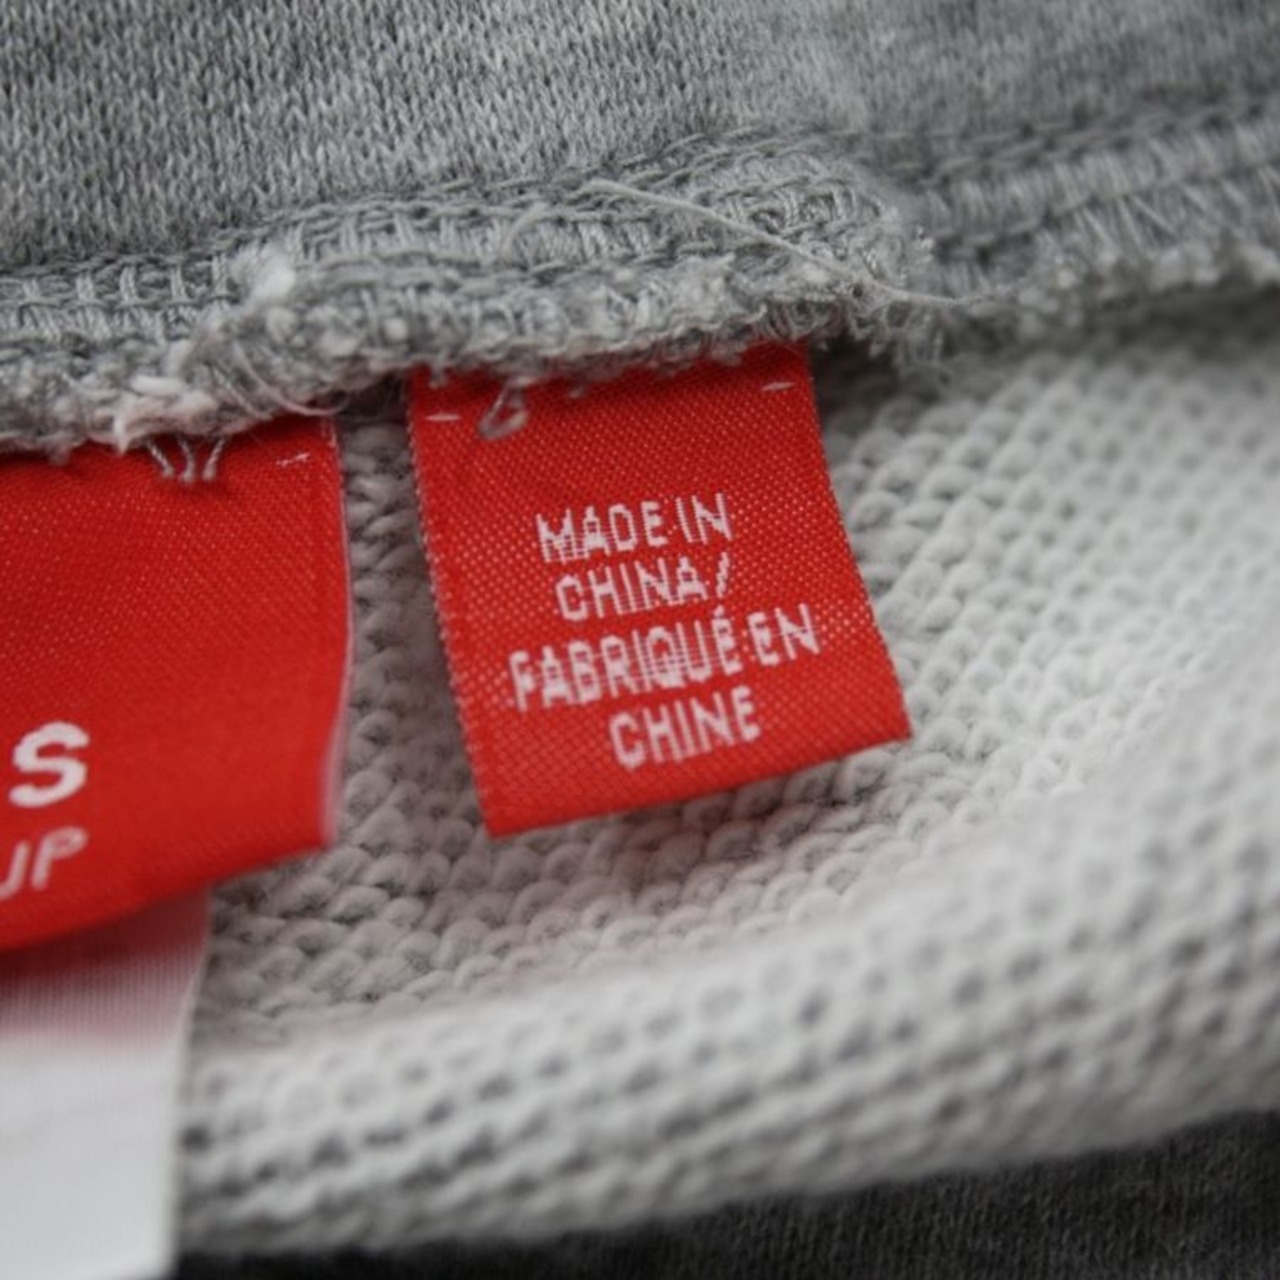 S
UP
MADE IN
CHINA/
FABRIQUÉ EN
CHINE